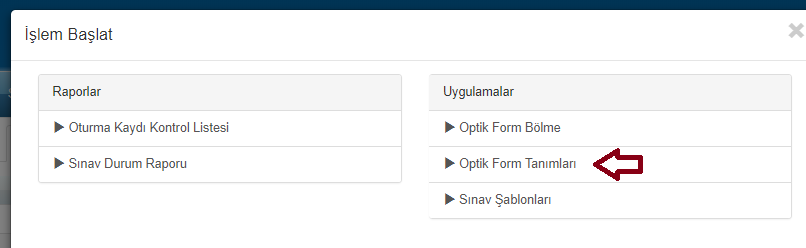 İşlem Başlat
Raporlar
Oturma Kaydı Kontrol Listesi
Sınav Durum Raporu
Uygulamalar
Optik Form Bölme
Optik Form Tanımları
Sınav Şablonları